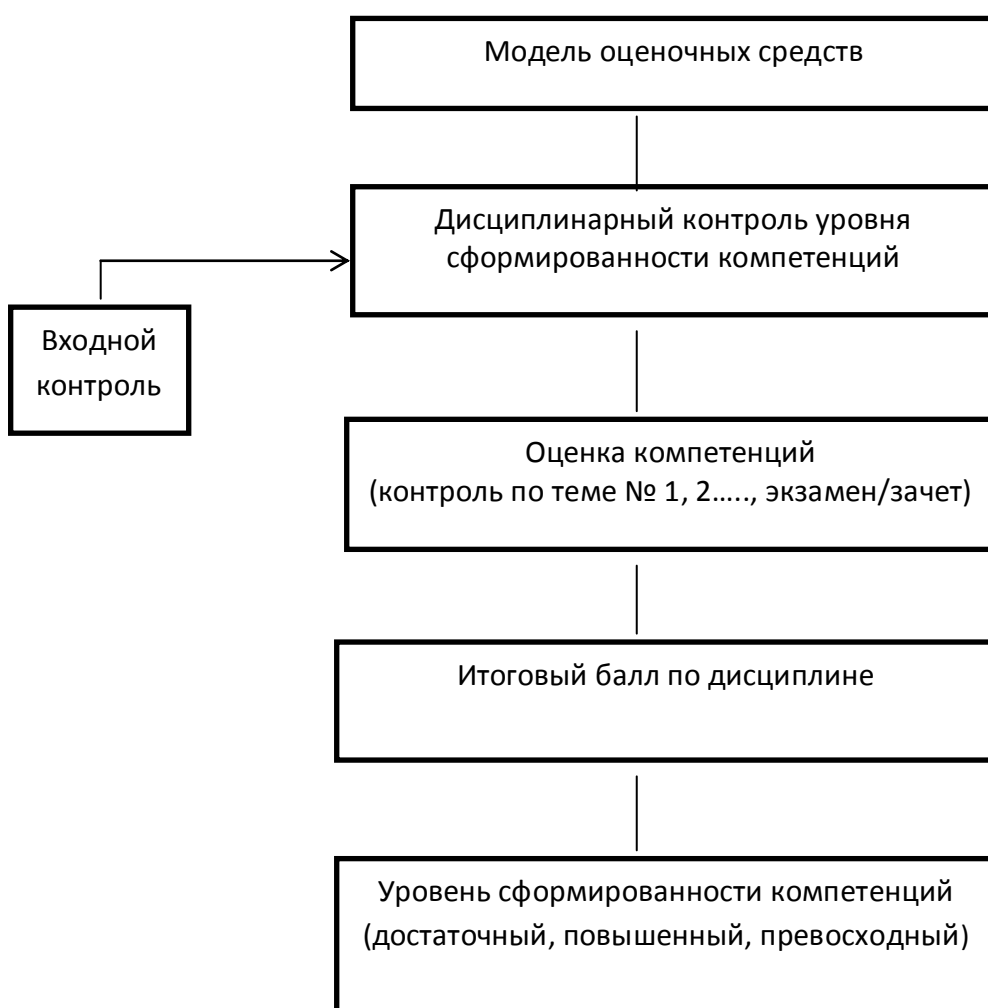 Модель оценочных средств
Дисциплинарный контроль уровня
сформированности компетенций
Входной
контроль
Оценка компетенций
(контроль по теме № 1, 2….., экзамен/зачет)
Итоговый балл по дисциплине
Уровень сформированности компетенций
(достаточный, повышенный, превосходный)